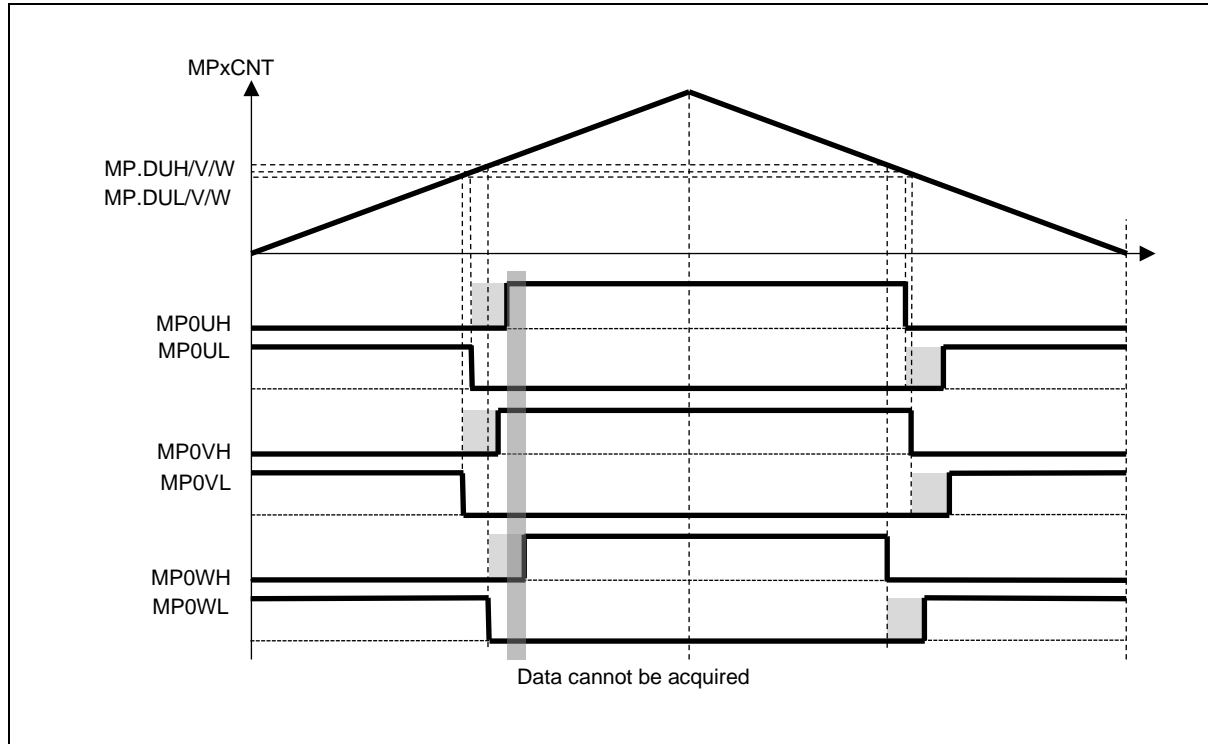 MPxCNT
MP.DUH/V/W
MP.DUL/V/W
MP0UH
MP0UL
MP0VH
MP0VL
MP0WH
MP0WL
Data cannot be acquired